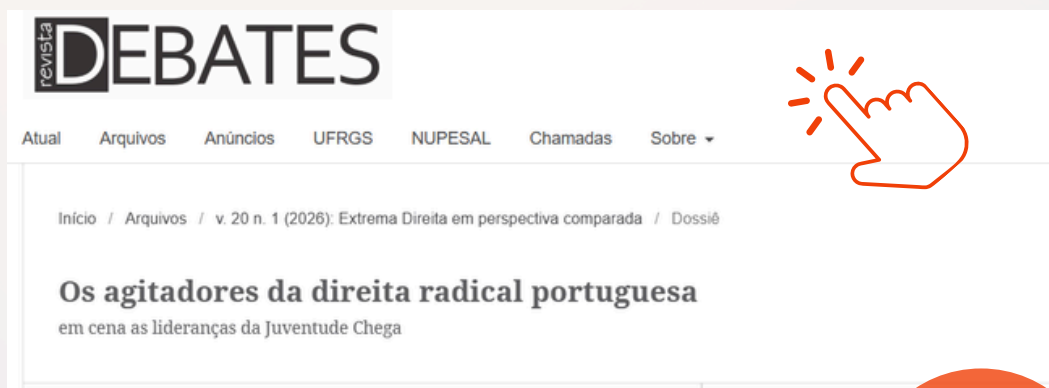 revista
DEBATES
Atual Arquivos Anúncios UFRGS NUPESAL Chamadas Sobre
Início / Arquivos / v. 20 n. 1 (2026): Extrema Direita em perspectiva comparada / Dossiê
Os agitadores da direita radical portuguesa
em cena as lideranças da Juventude Chega